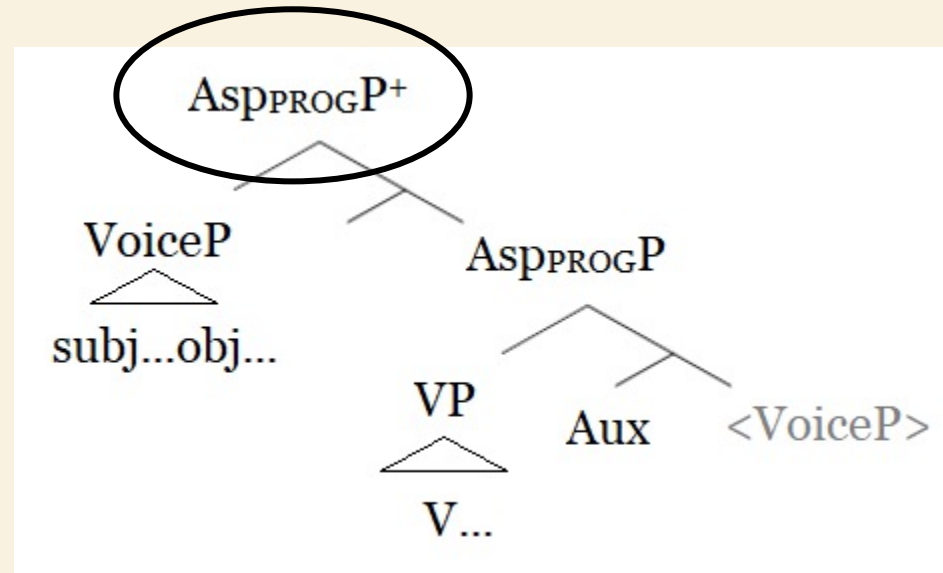 AspPROGP⁺
VoiceP
AspPROGP
subj...obj...
VP
Aux
<VoiceP>
V...